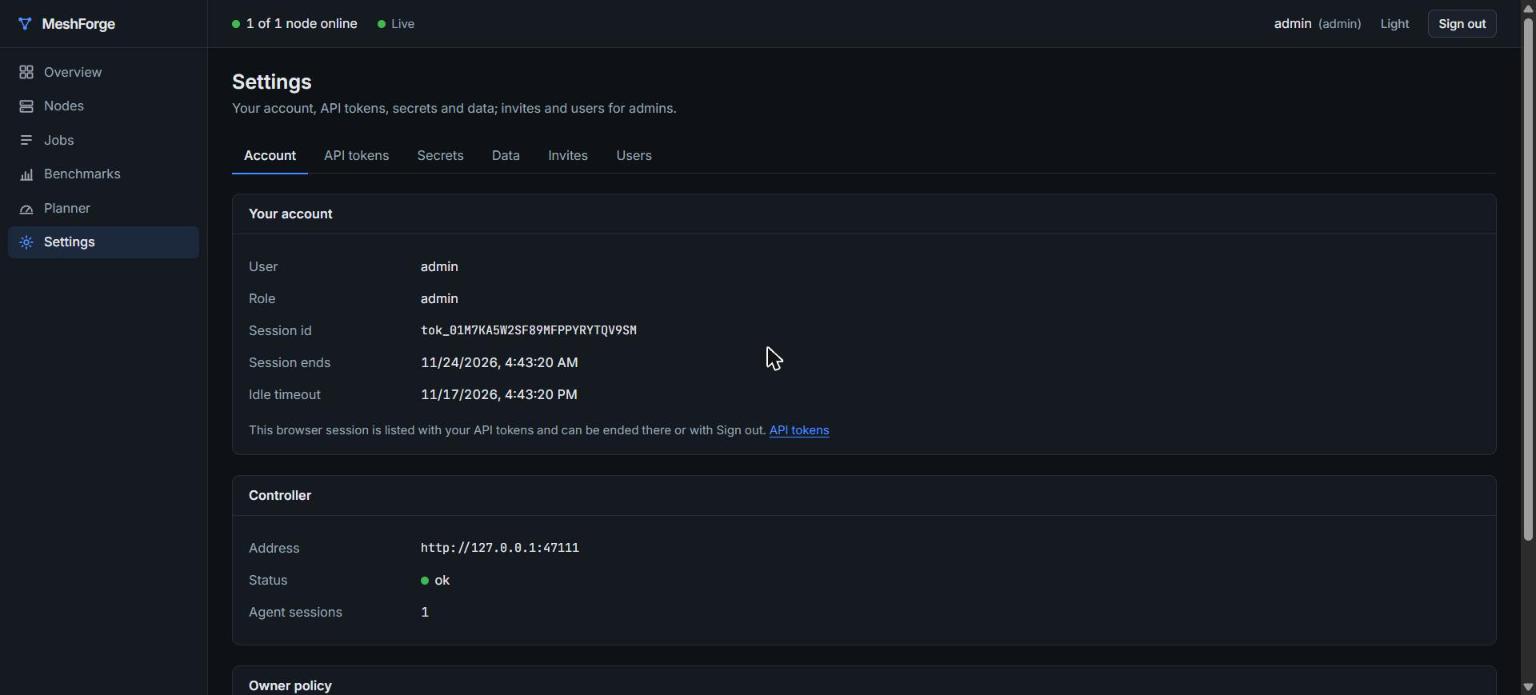 MeshForge
1 of 1 node online
Live
admin (admin)
Light
Sign out
Overview
Nodes
Jobs
Benchmarks
Planner
Settings
Settings
Your account, API tokens, secrets and data; invites and users for admins.
Account
API tokens
Secrets
Data
Invites
Users
Your account
User admin
Role admin
Session id tok_01M7KA5W2SF89MFPPYRYTQV9SM
Session ends 11/24/2026, 4:43:20 AM
Idle timeout 11/17/2026, 4:43:20 PM
This browser session is listed with your API tokens and can be ended there or with Sign out. API tokens
Controller
Address http://127.0.0.1:47111
Status ok
Agent sessions 1
Owner policy